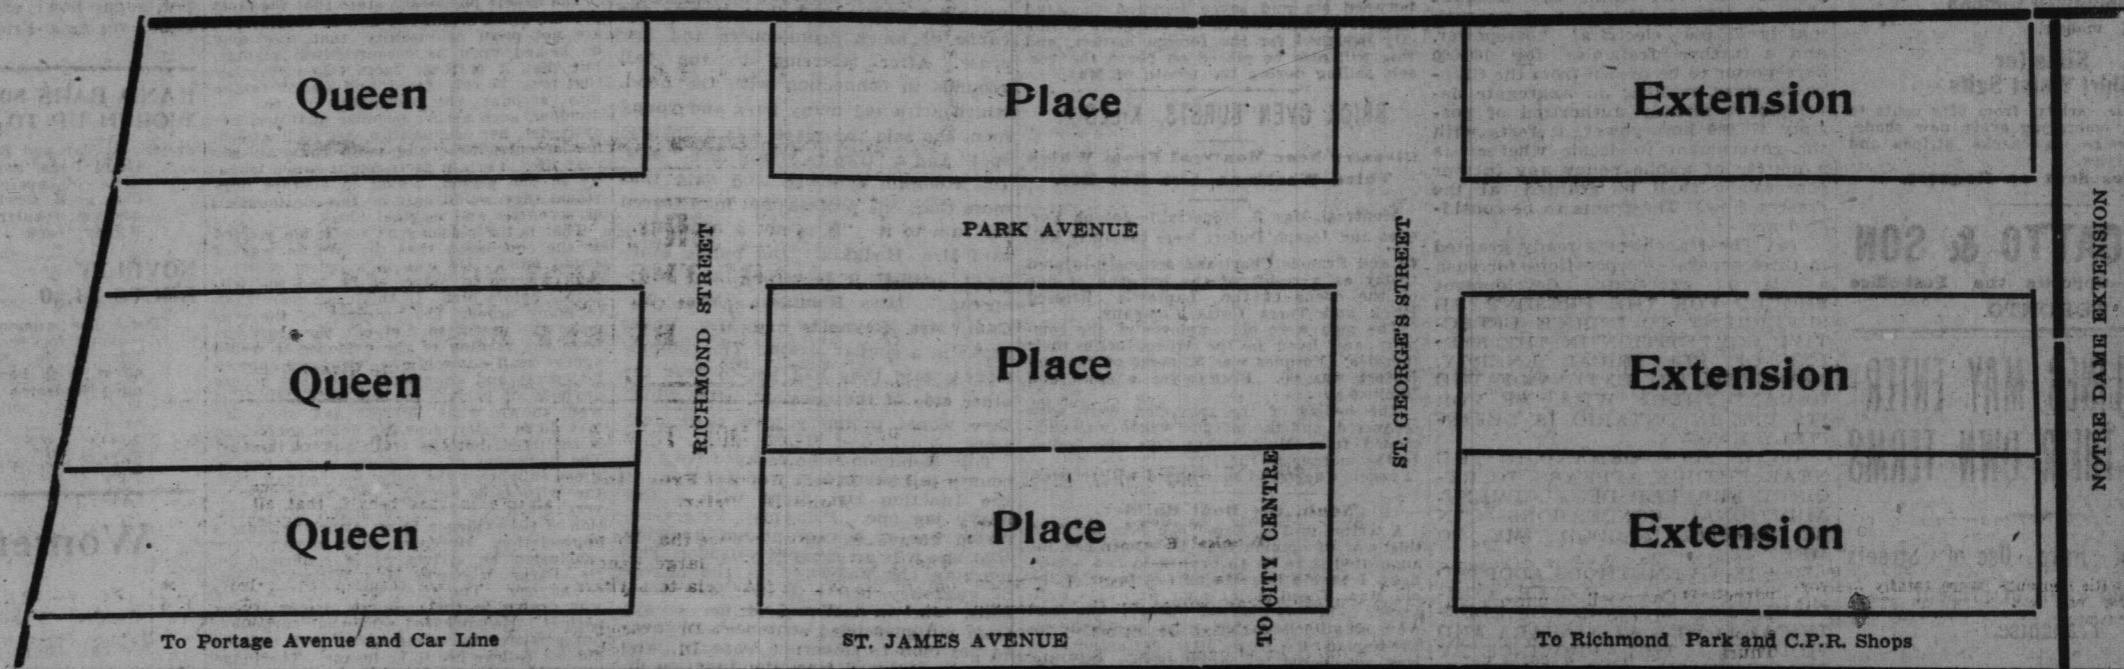 Queen Place Extension
PARK AVENUE
RICHMOND STREET
ST. GEORGE'S STREET
NOTRE DAME EXTENSION
Queen Place Extension
Queen Place Extension
TO CITY CENTRE
To Portage Avenue and Car Line
ST. JAMES AVENUE
To Richmond Park and C.P.R. Shops